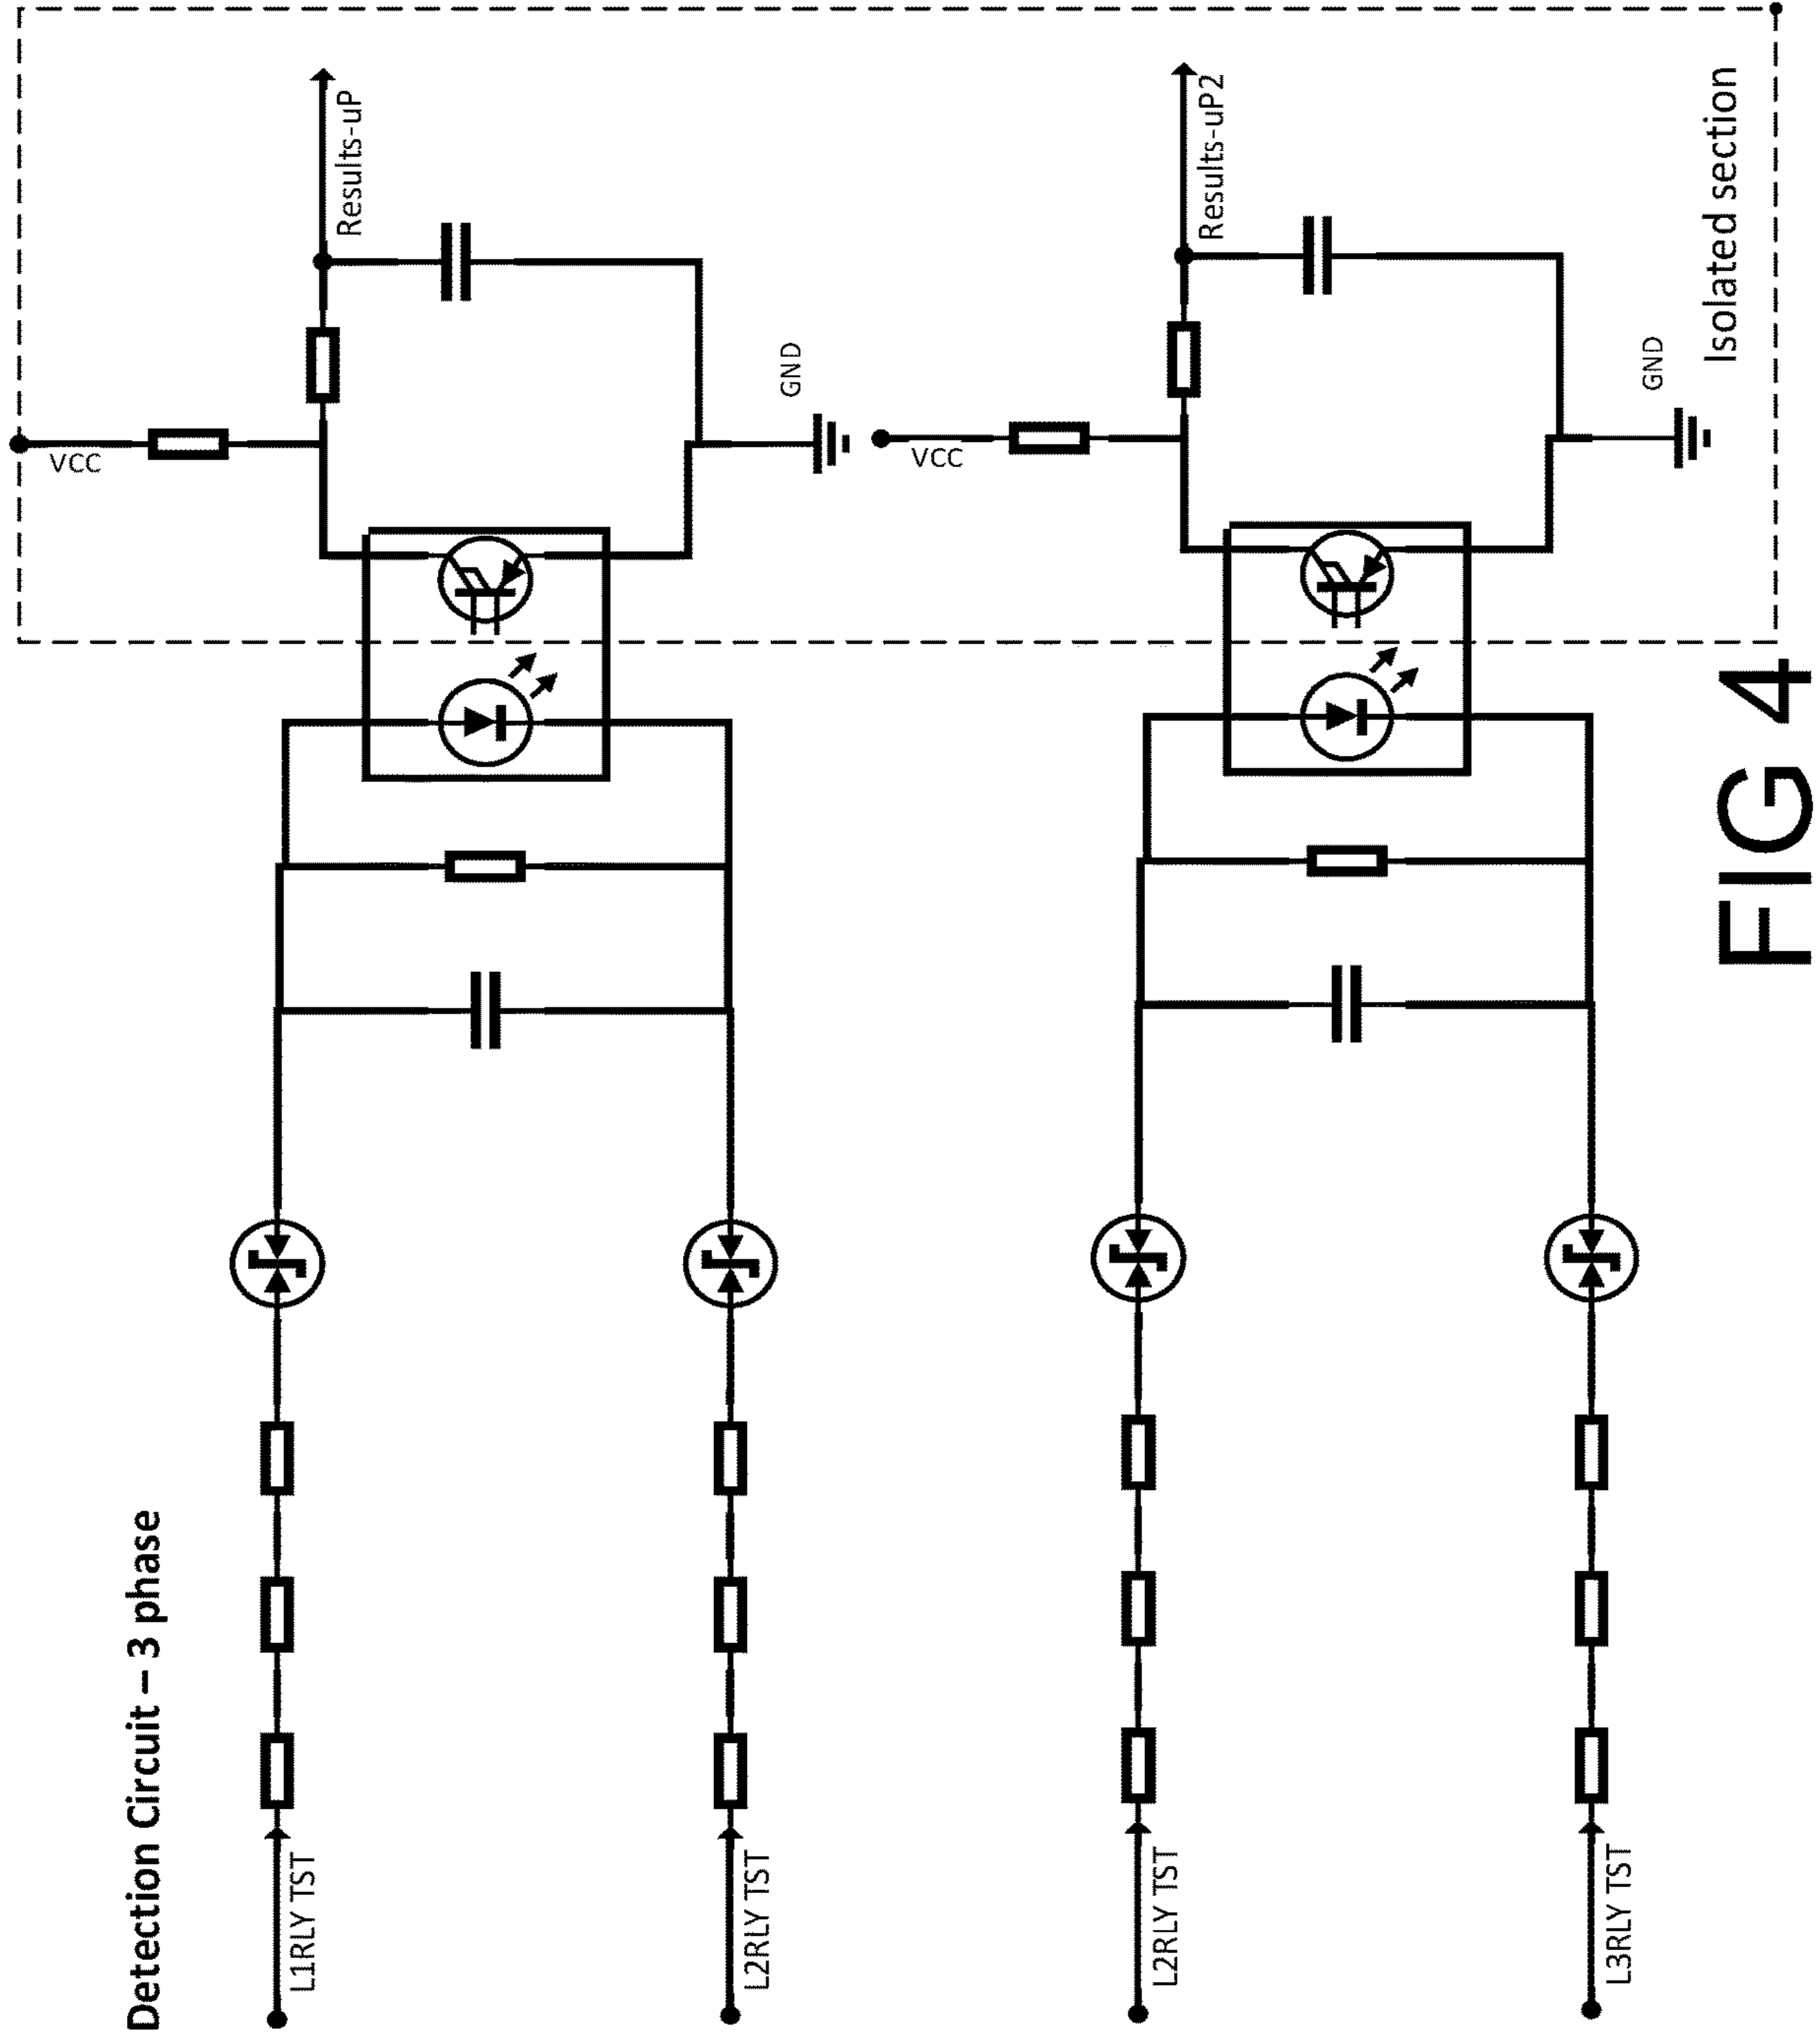 Detection Circuit – 3 phase
L1RLY TST
L2RLY TST
L2RLY TST
L3RLY TST
VCC
Results-uP
GND
VCC
Results-uP2
GND
Isolated section
FIG 4